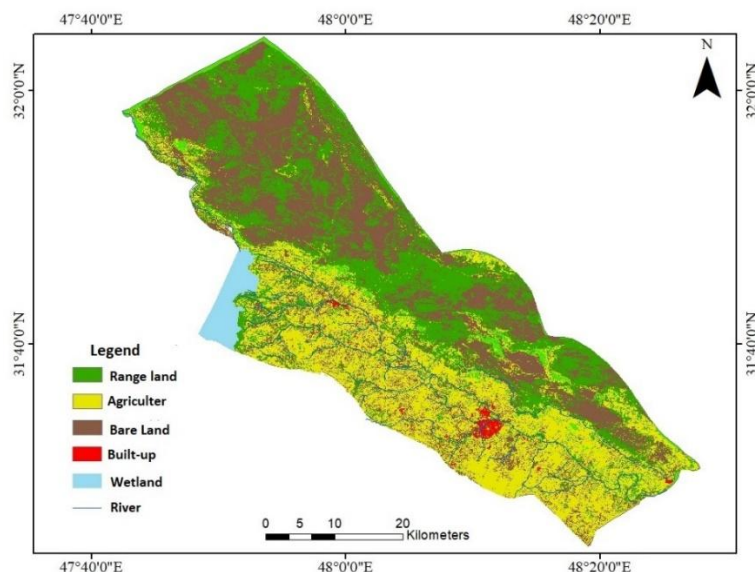 47°40'0"E 48°0'0"E 48°20'0"E
N
32°0'0"N 32°0'0"N
31°40'0"N 31°40'0"N
Legend
Range land
Agriculter
Bare Land
Built-up
Wetland
River
0 5 10 20
Kilometers
47°40'0"E 48°0'0"E 48°20'0"E